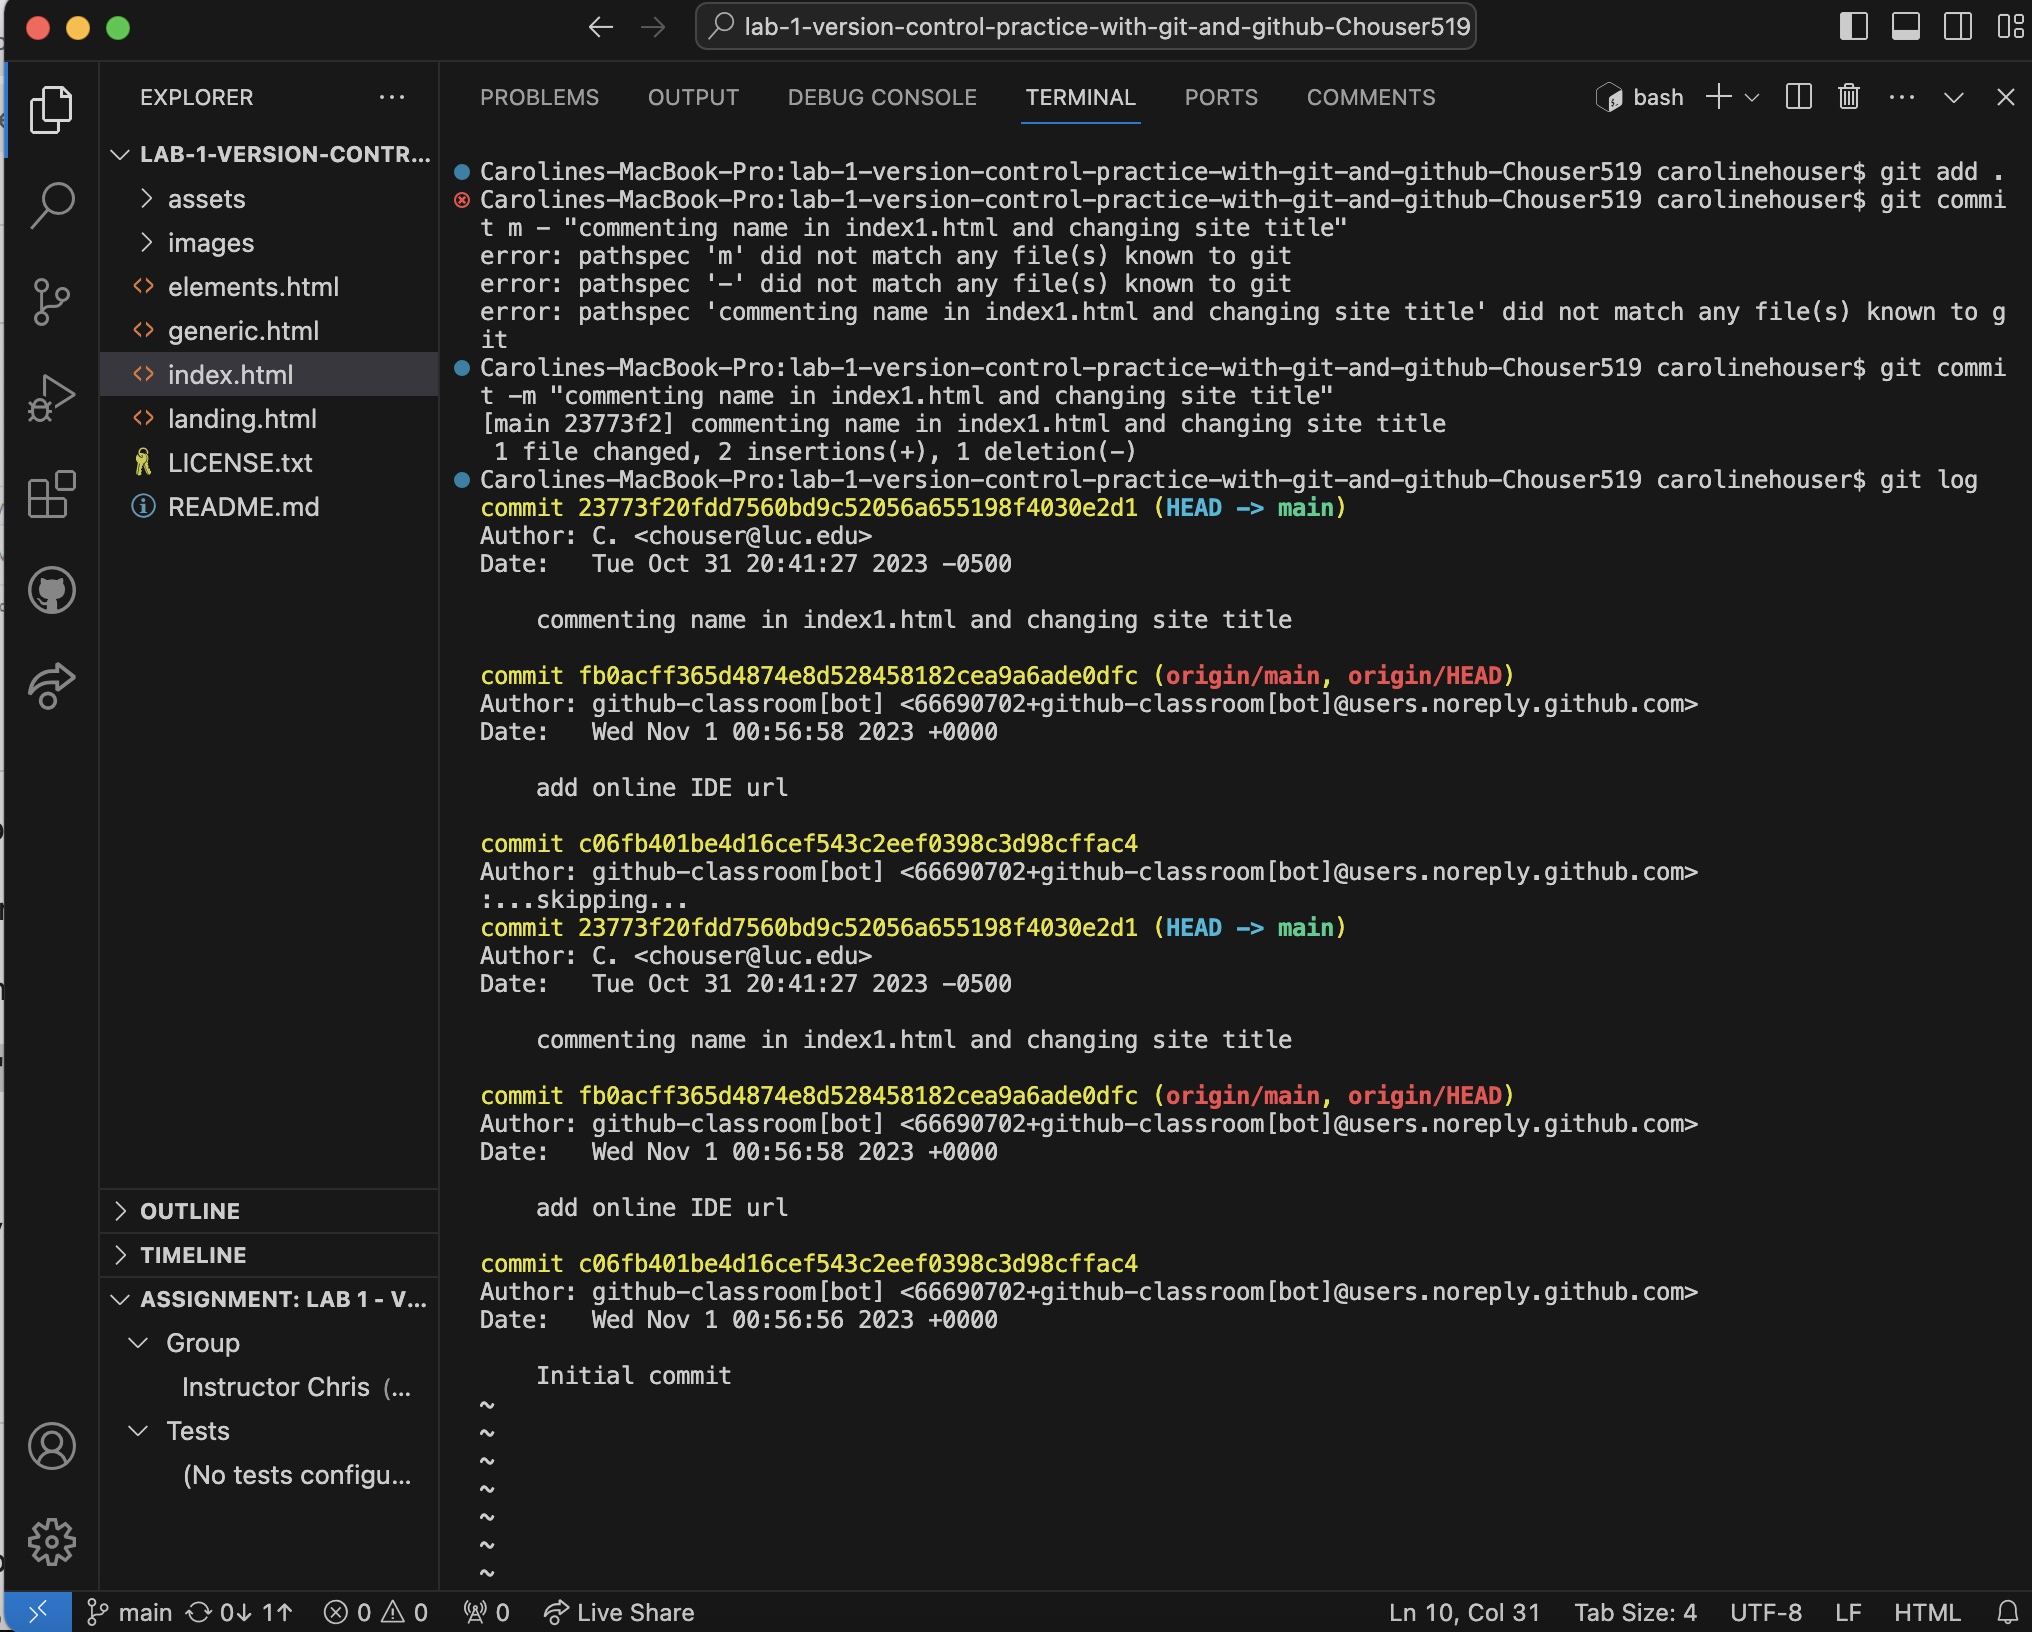 lab-1-version-control-practice-with-git-and-github-Chouser519
EXPLORER
LAB-1-VERSION-CONTR...
assets
images
elements.html
generic.html
index.html
landing.html
LICENSE.txt
README.md
OUTLINE
TIMELINE
ASSIGNMENT: LAB 1 - V...
Group
Instructor Chris (...
Tests
(No tests configu...
PROBLEMS OUTPUT DEBUG CONSOLE TERMINAL PORTS COMMENTS
bash
Carolines-MacBook-Pro:lab-1-version-control-practice-with-git-and-github-Chouser519 carolinehouser$ git add .
Carolines-MacBook-Pro:lab-1-version-control-practice-with-git-and-github-Chouser519 carolinehouser$ git commi
t m - "commenting name in index1.html and changing site title"
error: pathspec 'm' did not match any file(s) known to git
error: pathspec '-' did not match any file(s) known to git
error: pathspec 'commenting name in index1.html and changing site title' did not match any file(s) known to g
it
Carolines-MacBook-Pro:lab-1-version-control-practice-with-git-and-github-Chouser519 carolinehouser$ git commi
t -m "commenting name in index1.html and changing site title"
[main 23773f2] commenting name in index1.html and changing site title
1 file changed, 2 insertions(+), 1 deletion(-)
Carolines-MacBook-Pro:lab-1-version-control-practice-with-git-and-github-Chouser519 carolinehouser$ git log
commit 23773f20fdd7560bd9c52056a655198f4030e2d1 (HEAD -> main)
Author: C. <chouser@luc.edu>
Date:   Tue Oct 31 20:41:27 2023 -0500
commenting name in index1.html and changing site title
commit fb0acff365d4874e8d528458182cea9a6ade0dfc (origin/main, origin/HEAD)
Author: github-classroom[bot] <66690702+github-classroom[bot]@users.noreply.github.com>
Date:   Wed Nov 1 00:56:58 2023 +0000
add online IDE url
commit c06fb401be4d16cef543c2eef0398c3d98cffac4
Author: github-classroom[bot] <66690702+github-classroom[bot]@users.noreply.github.com>
:...skipping...
commit 23773f20fdd7560bd9c52056a655198f4030e2d1 (HEAD -> main)
Author: C. <chouser@luc.edu>
Date:   Tue Oct 31 20:41:27 2023 -0500
commenting name in index1.html and changing site title
commit fb0acff365d4874e8d528458182cea9a6ade0dfc (origin/main, origin/HEAD)
Author: github-classroom[bot] <66690702+github-classroom[bot]@users.noreply.github.com>
Date:   Wed Nov 1 00:56:58 2023 +0000
add online IDE url
commit c06fb401be4d16cef543c2eef0398c3d98cffac4
Author: github-classroom[bot] <66690702+github-classroom[bot]@users.noreply.github.com>
Date:   Wed Nov 1 00:56:56 2023 +0000
Initial commit
~
~
~
~
~
~
~
main 0↓ 1↑ 0 0 0 Live Share Ln 10, Col 31 Tab Size: 4 UTF-8 LF HTML